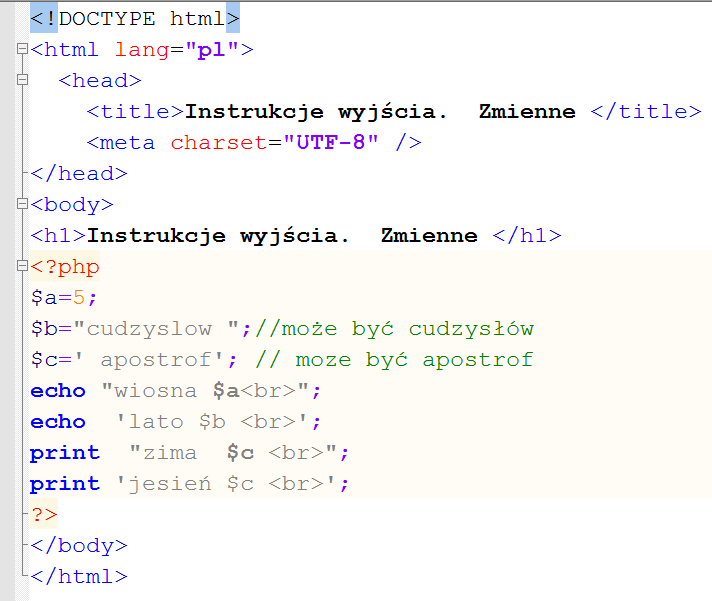 <!DOCTYPE html>
<html lang="pl">
<head>
<title>Instrukcje wyjścia.  Zmienne </title>
<meta charset="UTF-8" />
</head>
<body>
<h1>Instrukcje wyjścia.  Zmienne </h1>
<?php
$a=5;
$b="cudzyslow ";//może być cudzysłów
$c=' apostrof'; // moze być apostrof
echo "wiosna $a<br>";
echo  'lato $b <br>';
print  "zima  $c <br>";
print 'jesień $c <br>';
?>
</body>
</html>